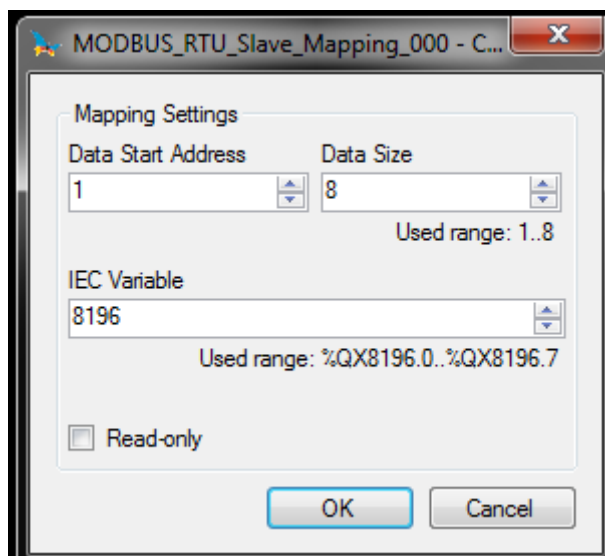 MODBUS_RTU_Slave_Mapping_000 - C...
Mapping Settings
Data Start Address Data Size
1 8
Used range: 1..8
IEC Variable
8196
Used range: %QX8196.0..%QX8196.7
Read-only
OK Cancel